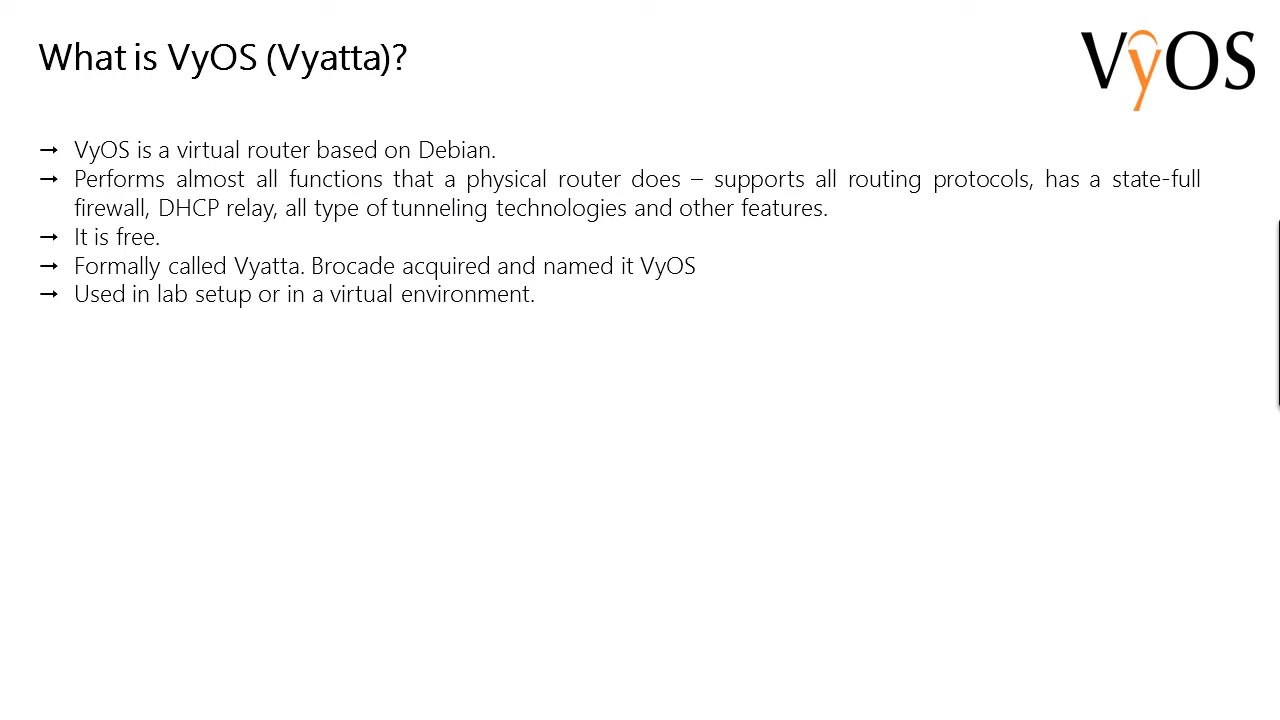 What is VyOS (Vyatta)?
VyOS
→ VyOS is a virtual router based on Debian.
→ Performs almost all functions that a physical router does – supports all routing protocols, has a state-full
firewall, DHCP relay, all type of tunneling technologies and other features.
→ It is free.
→ Formally called Vyatta. Brocade acquired and named it VyOS
→ Used in lab setup or in a virtual environment.